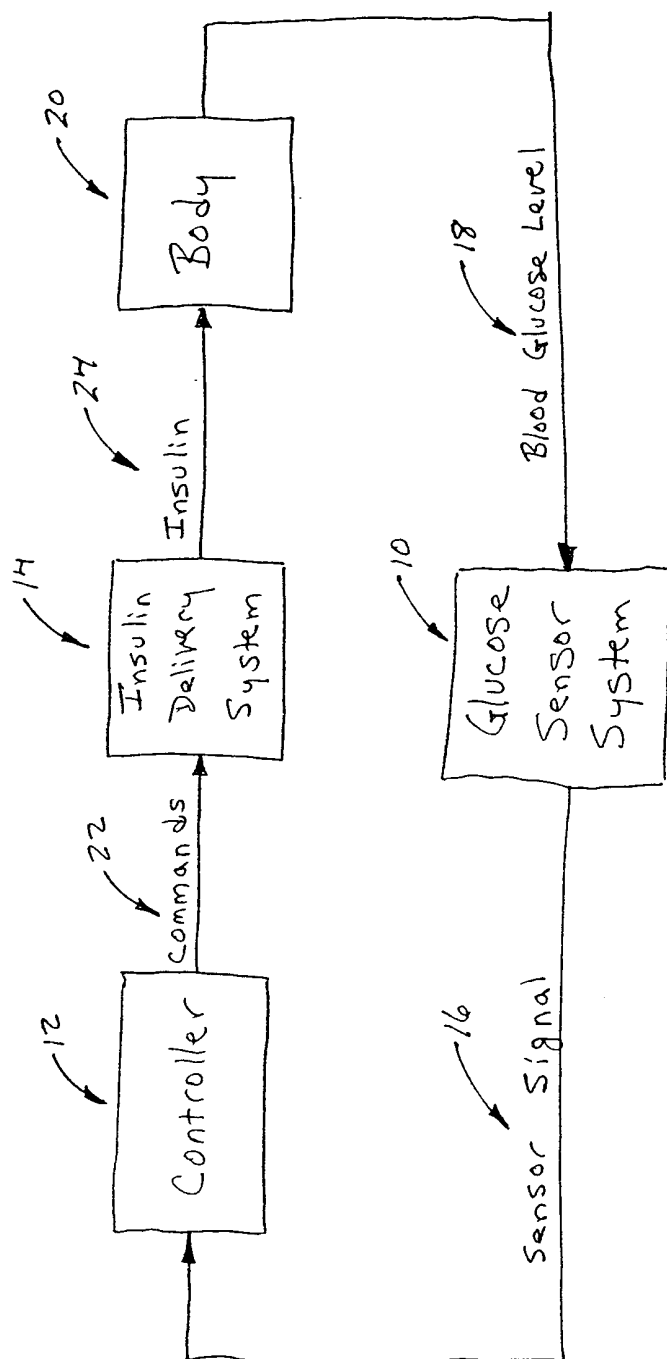 12
Controller
22
commands
14
Insulin
Delivery
System
24
Insulin
20
Body
16
Sensor Signal
10
Glucose
Sensor
System
18
Blood Glucose Level